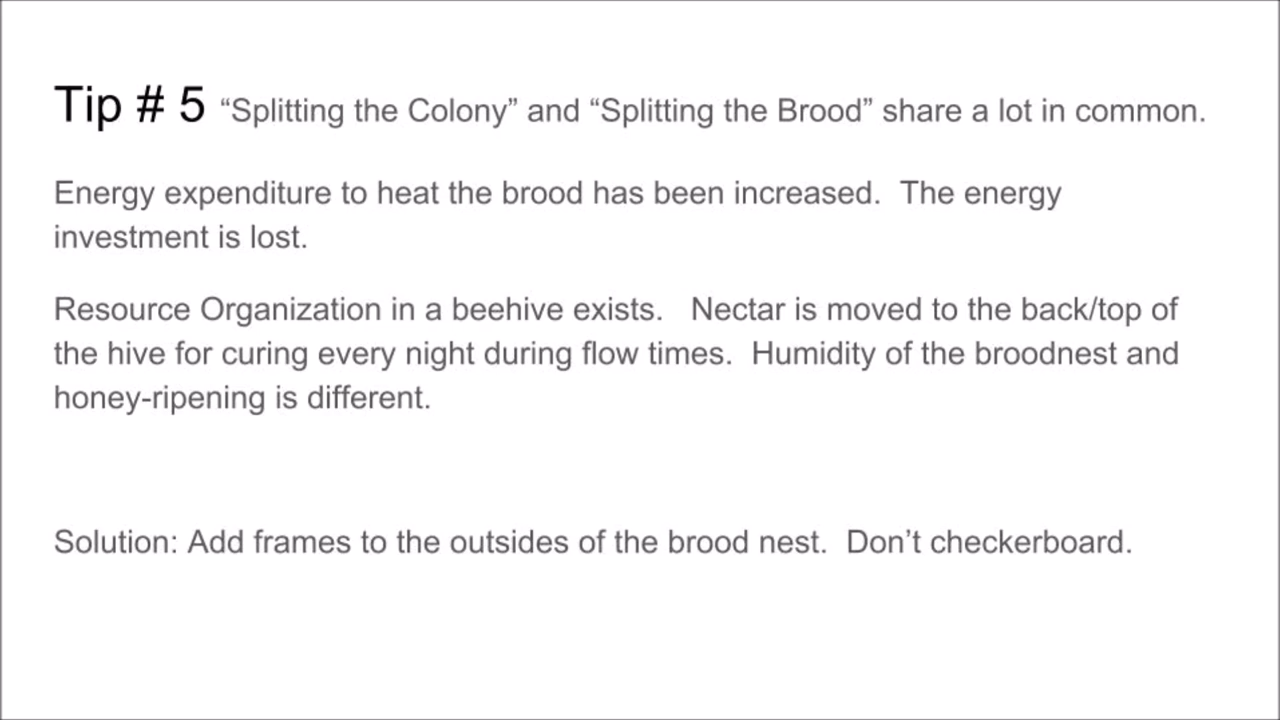 Tip # 5 “Splitting the Colony” and “Splitting the Brood” share a lot in common.
Energy expenditure to heat the brood has been increased.  The energy
investment is lost.
Resource Organization in a beehive exists.   Nectar is moved to the back/top of
the hive for curing every night during flow times.  Humidity of the broodnest and
honey-ripening is different.
Solution: Add frames to the outsides of the brood nest.  Don’t checkerboard.